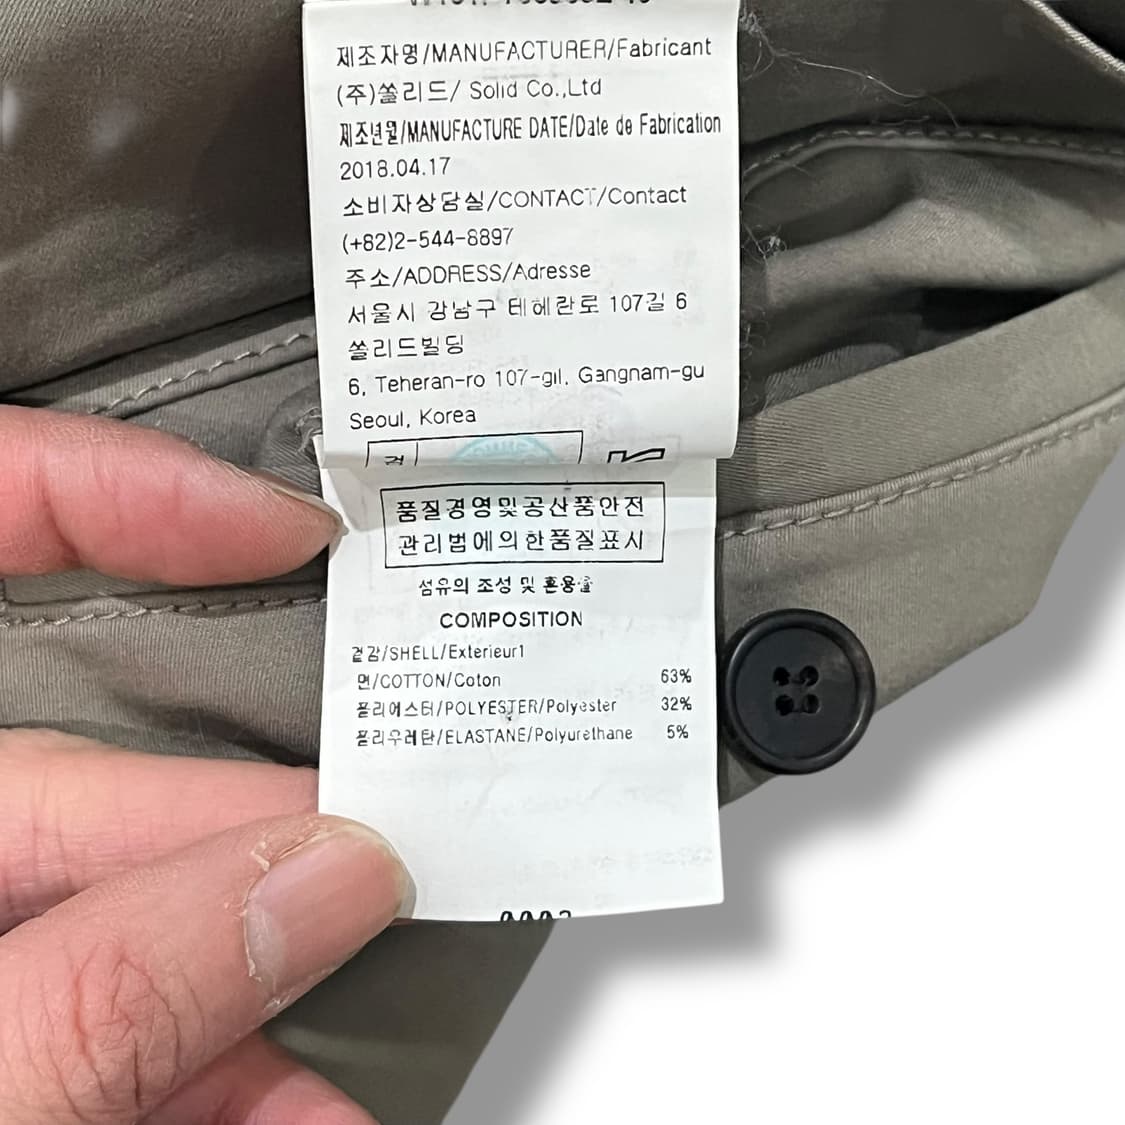 제조자명/MANUFACTURER/Fabricant
(주)쏠리드/ Solid Co.,Ltd
제조년월/MANUFACTURE DATE/Date de Fabrication
2018.04.17
소비자상담실/CONTACT/Contact
(+82)2-544-8897
주소/ADDRESS/Adresse
서울시 강남구 테헤란로 107길 6
쏠리드빌딩
6, Teheran-ro 107-gil, Gangnam-gu
Seoul, Korea
겉
품질경영및공산품안전
관리법에의한품질표시
섬유의 조성 및 혼용율
COMPOSITION
겉감/SHELL/Exterieur1
면/COTTON/Coton 63%
폴리에스터/POLYESTER/Polyester 32%
폴리우레탄/ELASTANE/Polyurethane 5%